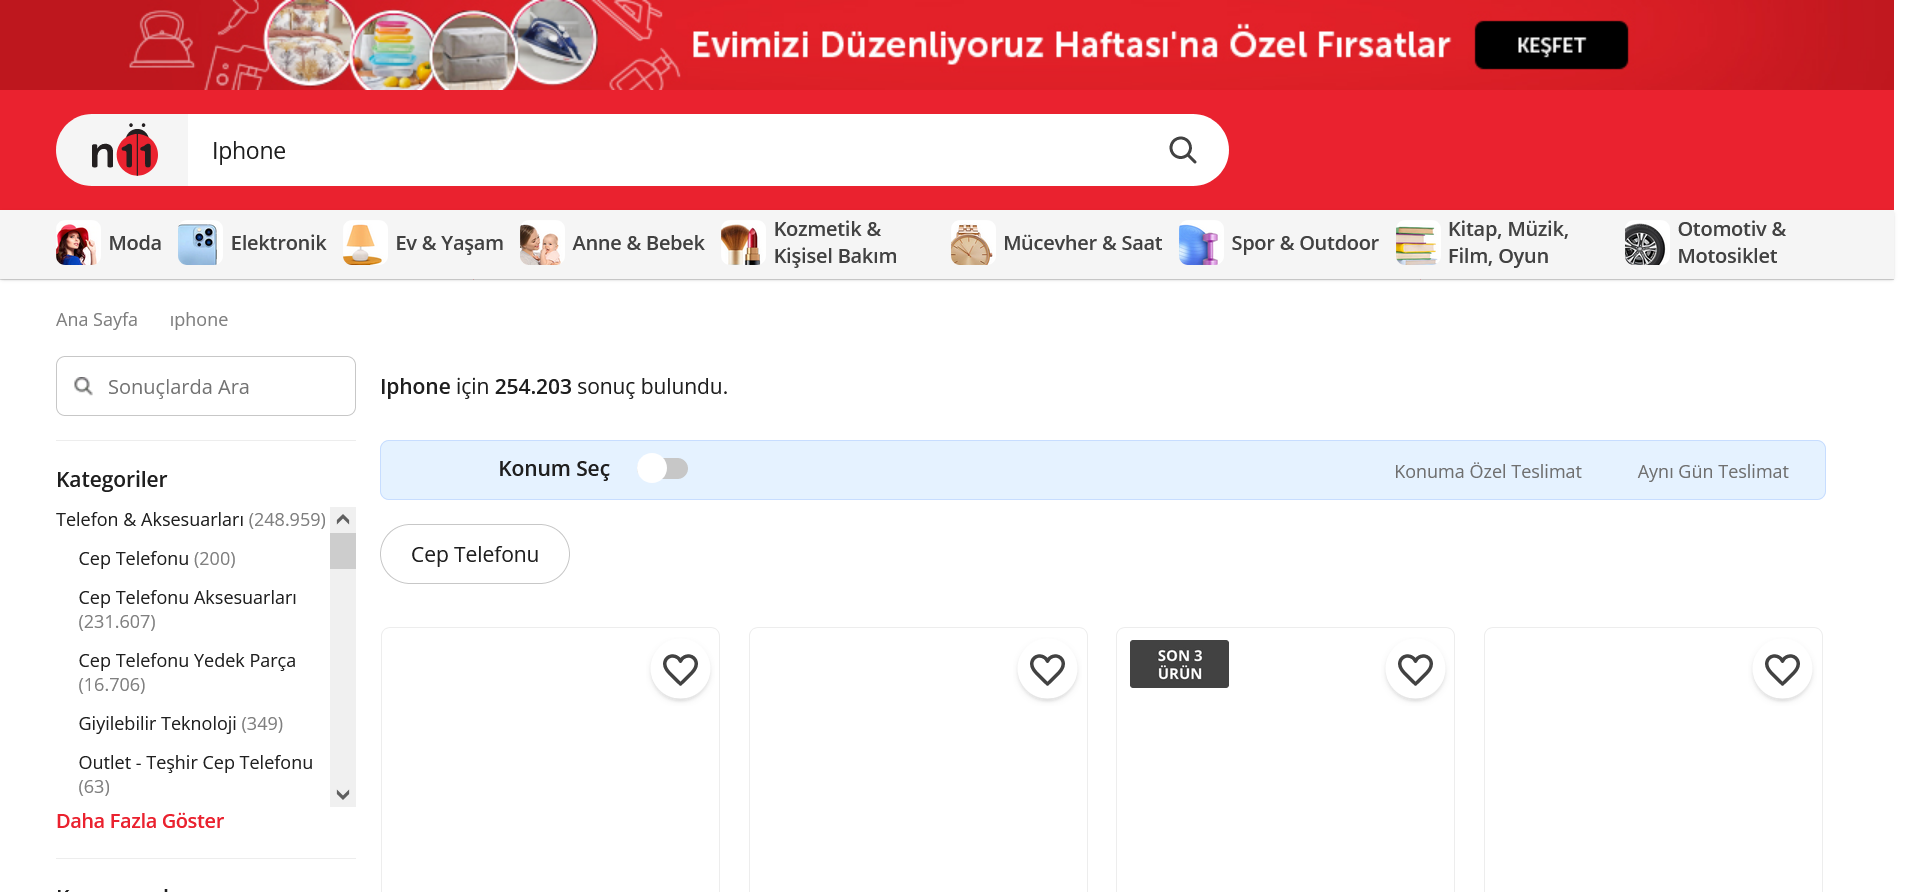 Evimizi Düzenliyoruz Haftası'na Özel Fırsatlar
KEŞFET
n11
Iphone
Moda
Elektronik
Ev & Yaşam
Anne & Bebek
Kozmetik &
Kişisel Bakım
Mücevher & Saat
Spor & Outdoor
Kitap, Müzik,
Film, Oyun
Otomotiv &
Motosiklet
Ana Sayfa
ıphone
Sonuçlarda Ara
Iphone için 254.203 sonuç bulundu.
Kategoriler
Telefon & Aksesuarları (248.959)
Cep Telefonu (200)
Cep Telefonu Aksesuarları
(231.607)
Cep Telefonu Yedek Parça
(16.706)
Giyilebilir Teknoloji (349)
Outlet - Teşhir Cep Telefonu
(63)
Daha Fazla Göster
Konum Seç
Konuma Özel Teslimat
Aynı Gün Teslimat
Cep Telefonu
SON 3
ÜRÜN